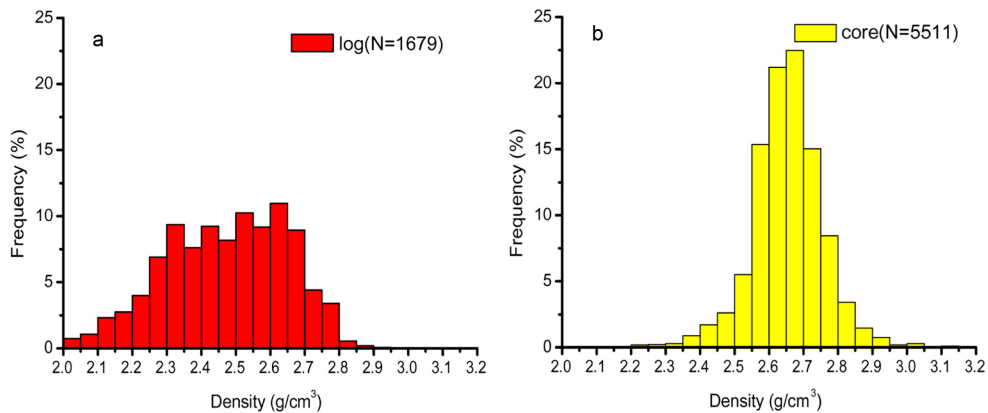 a
log(N=1679)
25
20
15
10
5
0
Frequency (%)
2.0 2.1 2.2 2.3 2.4 2.5 2.6 2.7 2.8 2.9 3.0 3.1 3.2
Density (g/cm³)
b
core(N=5511)
25
20
15
10
5
0
Frequency (%)
2.0 2.1 2.2 2.3 2.4 2.5 2.6 2.7 2.8 2.9 3.0 3.1 3.2
Density (g/cm³)